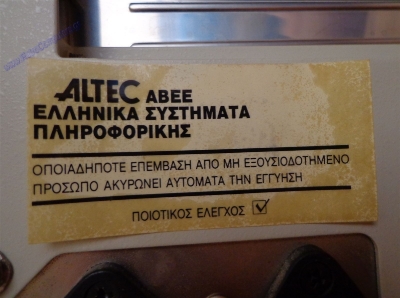 ALTEC ΑΒΕΕ
ΕΛΛΗΝΙΚΑ ΣΥΣΤΗΜΑΤΑ
ΠΛΗΡΟΦΟΡΙΚΗΣ
ΟΠΟΙΑΔΗΠΟΤΕ ΕΠΕΜΒΑΣΗ ΑΠΟ ΜΗ ΕΞΟΥΣΙΟΔΟΤΗΜΕΝΟ
ΠΡΟΣΩΠΟ ΑΚΥΡΩΝΕΙ ΑΥΤΟΜΑΤΑ ΤΗΝ ΕΓΓΥΗΣΗ
ΠΟΙΟΤΙΚΟΣ ΕΛΕΓΧΟΣ ☑